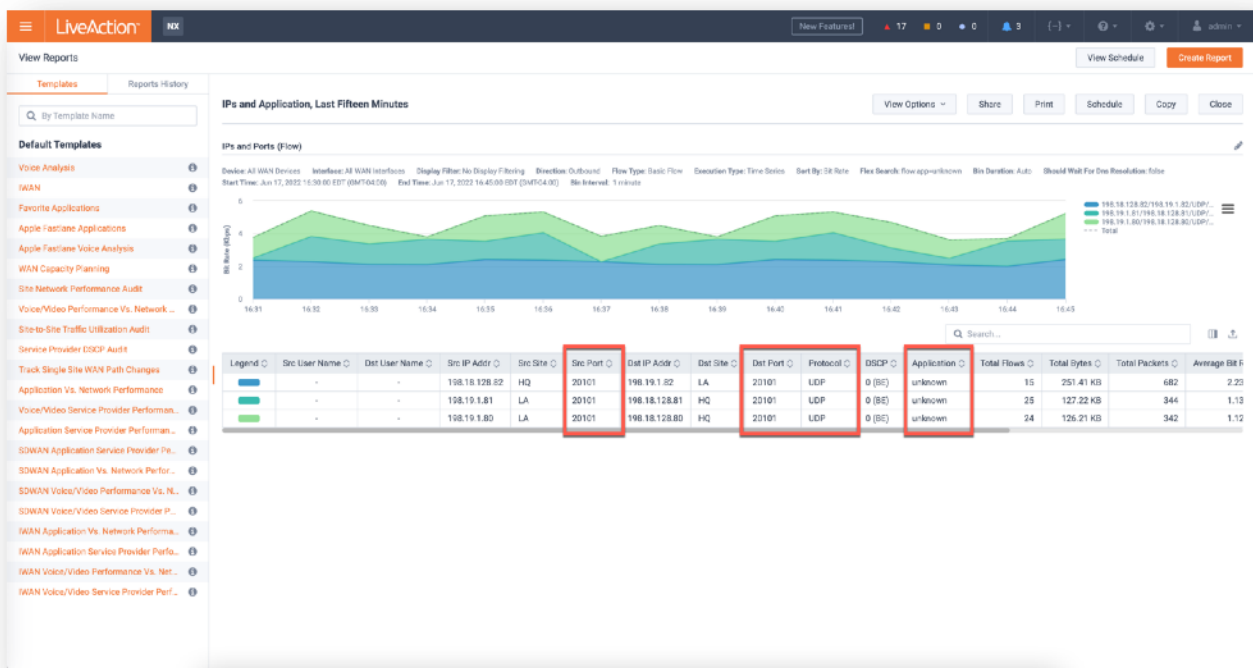 LiveAction NX New Features! 17 0 0 3 {-} admin
View Reports View Schedule Create Report
Templates Reports History
By Template Name
Default Templates
Voice Analysis
IWAN
Favorite Applications
Apple Fastlane Applications
Apple Fastlane Voice Analysis
WAN Capacity Planning
Site Network Performance Audit
Voice/Video Performance Vs. Network ...
Site-to-Site Traffic Utilization Audit
Service Provider DSCP Audit
Track Single Site WAN Path Changes
Application Vs. Network Performance
Voice/Video Service Provider Performan...
Application Service Provider Performan...
SDWAN Application Service Provider Pe...
SDWAN Application Vs. Network Perfor...
SDWAN Voice/Video Performance Vs. N...
SDWAN Voice/Video Service Provider P...
IWAN Application Vs. Network Performa...
IWAN Application Service Provider Perfo...
IWAN Voice/Video Performance Vs. Net...
IWAN Voice/Video Service Provider Perf...
IPs and Application, Last Fifteen Minutes View Options Share Print Schedule Copy Close
IPs and Ports (Flow)
Device: All WAN Devices Interface: All WAN Interfaces Display Filter: No Display Filtering Direction: Outbound Flow Type: Basic Flow Execution Type: Time Series Sort By: Bit Rate Flex Search: flow.app=unknown Bin Duration: Auto Should Wait For Dns Resolution: false
Start Time: Jun 17, 2022 16:30:00 EDT (GMT-04:00) End Time: Jun 17, 2022 16:45:00 EDT (GMT-04:00) Bin Interval: 1 minute
Bit Rate (Kbps)
6
4
2
0
16:31 16:32 16:33 16:34 16:35 16:36 16:37 16:38 16:39 16:40 16:41 16:42 16:43 16:44 16:45
198.18.128.82/198.19.1.82/UDP/...
198.19.1.81/198.18.128.81/UDP/...
198.19.1.80/198.18.128.80/UDP/...
Total
Search...
Legend Src User Name Dst User Name Src IP Addr Src Site Src Port Dst IP Addr Dst Site Dst Port Protocol DSCP Application Total Flows Total Bytes Total Packets Average Bit R
- - 198.18.128.82 HQ 20101 198.19.1.82 LA 20101 UDP 0 (BE) unknown 15 251.41 KB 682 2.23
- - 198.19.1.81 LA 20101 198.18.128.81 HQ 20101 UDP 0 (BE) unknown 25 127.22 KB 344 1.13
- - 198.19.1.80 LA 20101 198.18.128.80 HQ 20101 UDP 0 (BE) unknown 24 126.21 KB 342 1.12